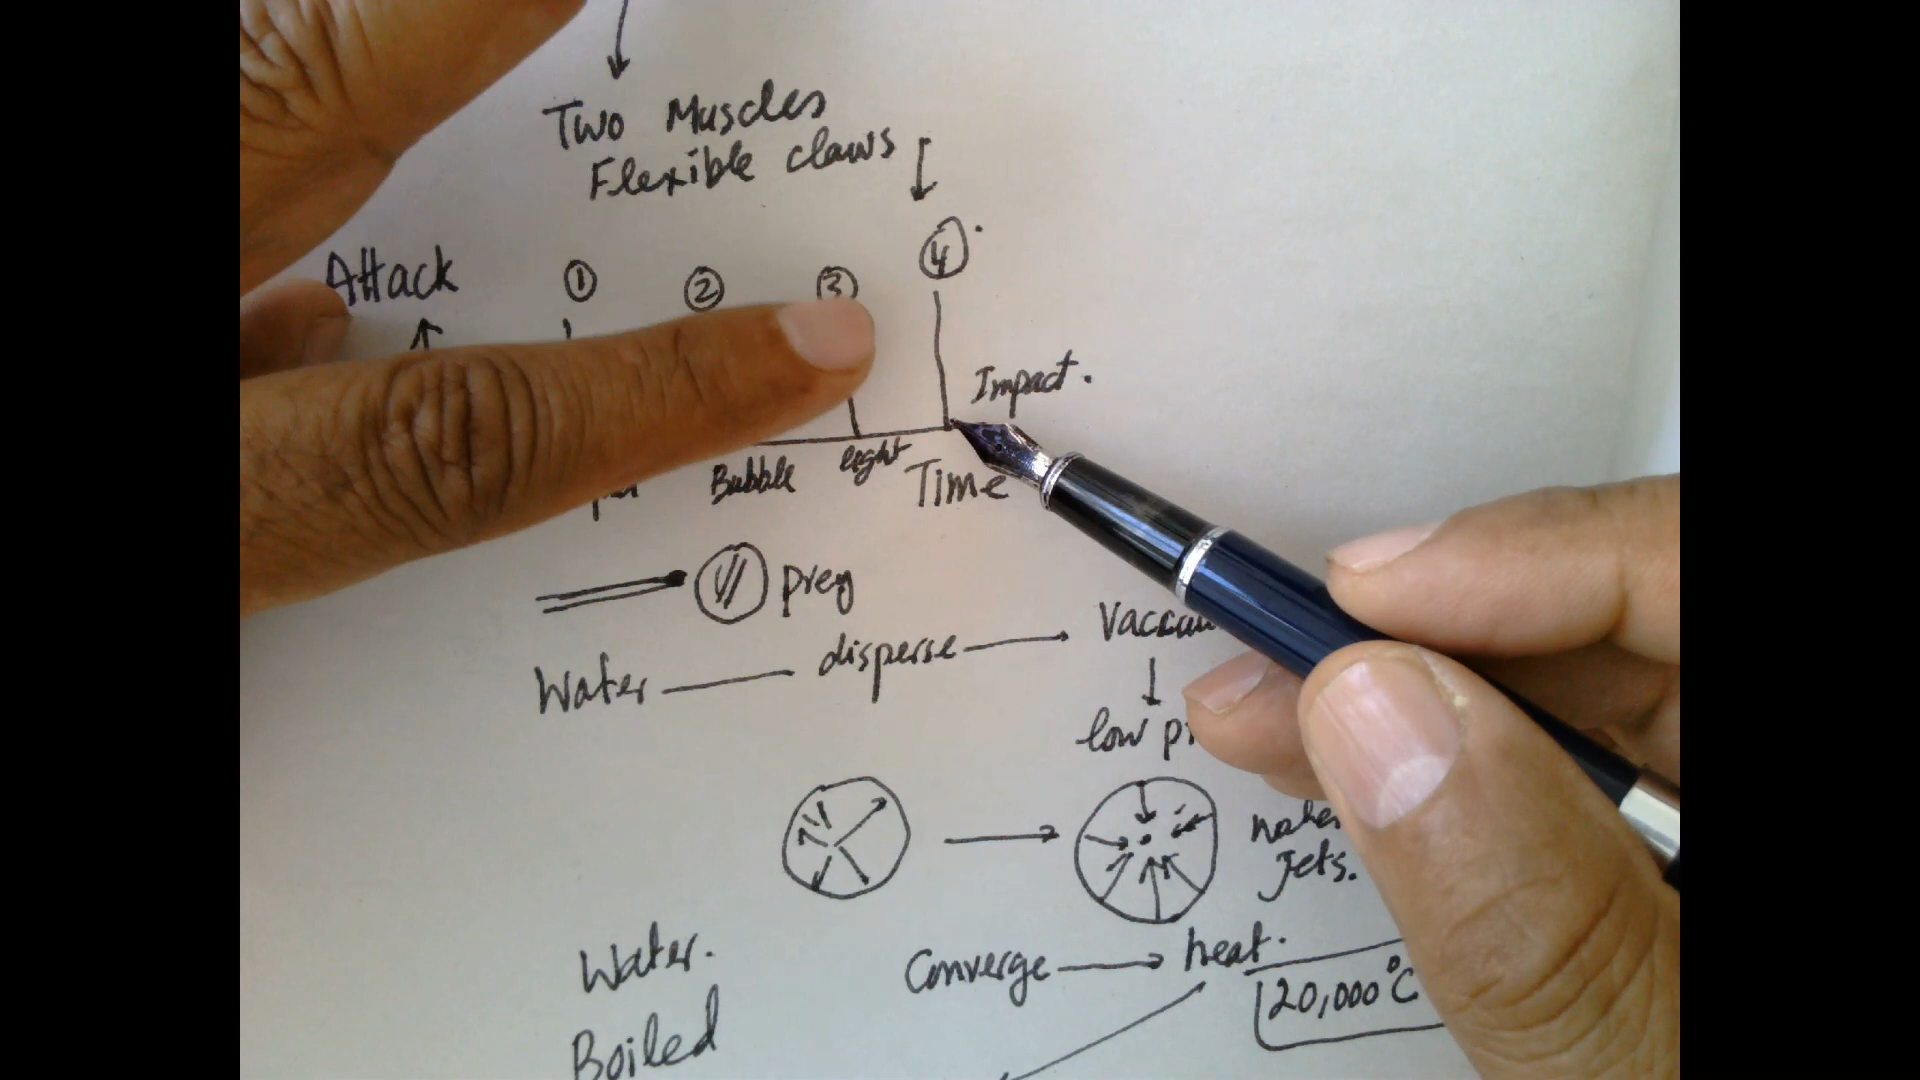 Two Muscles
Flexible claws
Attack
1 2 3 4
Impact.
Bubble light Time
prey
Water disperse
low
Jets.
Water. Converge heat.
20,000°C
Boiled